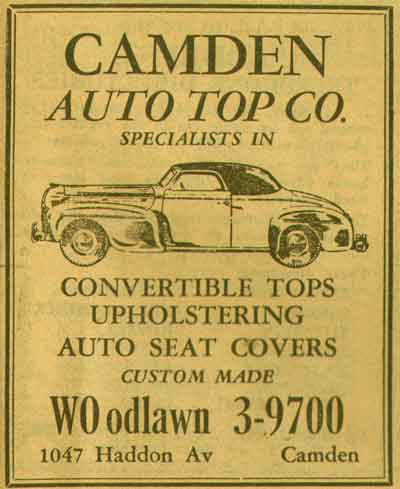 CAMDEN
AUTO TOP CO.
SPECIALISTS IN
CONVERTIBLE TOPS
UPHOLSTERING
AUTO SEAT COVERS
CUSTOM MADE
WOodlawn 3-9700
1047 Haddon Av Camden